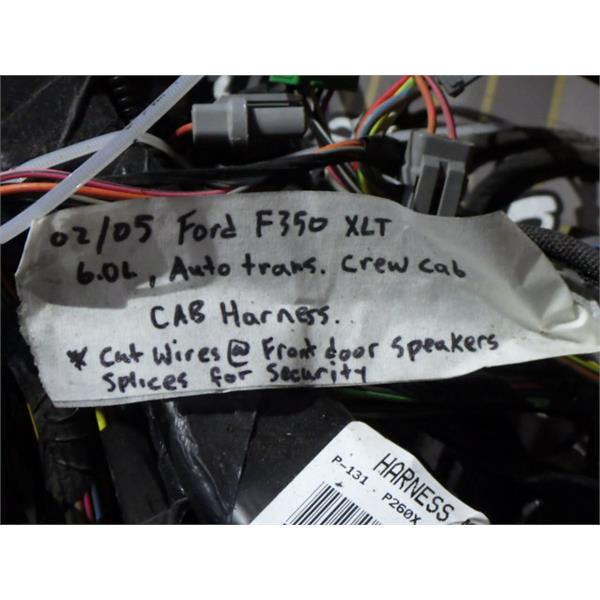 02/05 Ford F350 XLT
6.0L, Auto trans. Crew cab
CAB Harness.
* Cut Wires @ Front door speakers
splices for security
HARNESS
P-131 P260X